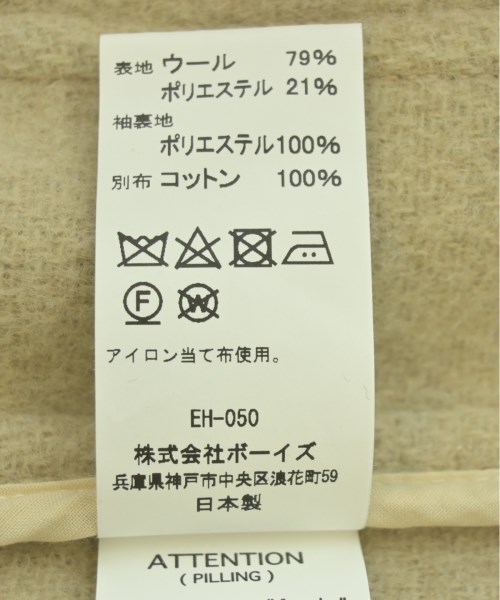 表地 ウール 79%
ポリエステル 21%
袖裏地
ポリエステル100%
別布 コットン 100%
F W
アイロン当て布使用。
EH-050
株式会社ボーイズ
兵庫県神戸市中央区浪花町59
日本製
ATTENTION
( PILLING )